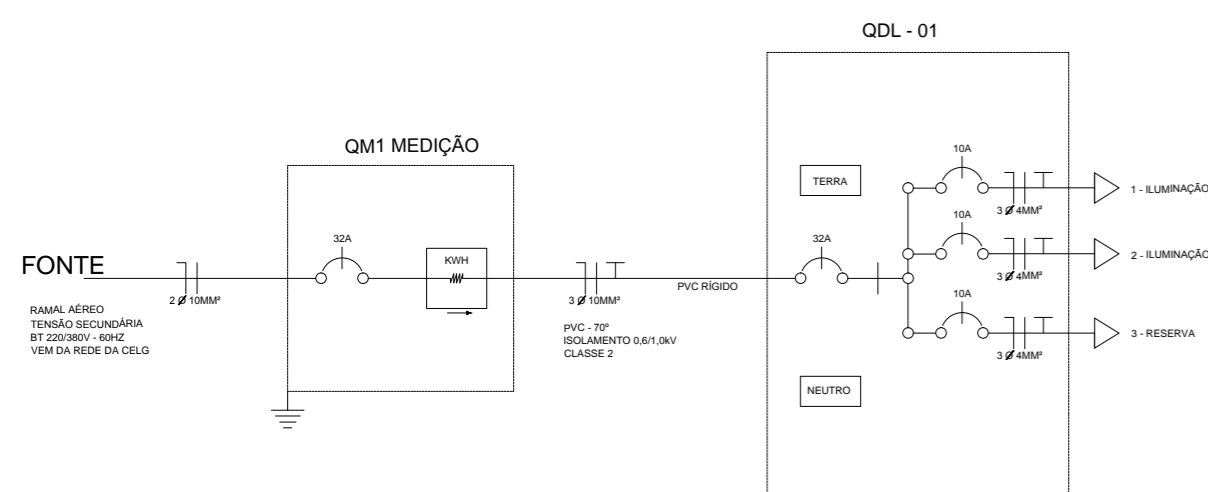 QDL - 01
QM1 MEDIÇÃO
FONTE
2 Ø 10MM²
RAMAL AÉREO
TENSÃO SECUNDÁRIA
BT 220/380V - 60HZ
VEM DA REDE DA CELG
32A
KWH
3 Ø 10MM²
PVC - 70º
ISOLAMENTO 0,6/1,0kV
CLASSE 2
PVC RÍGIDO
TERRA
32A
NEUTRO
10A
3 Ø 4MM²
1 - ILUMINAÇÃO
10A
3 Ø 4MM²
2 - ILUMINAÇÃO
10A
3 Ø 4MM²
3 - RESERVA